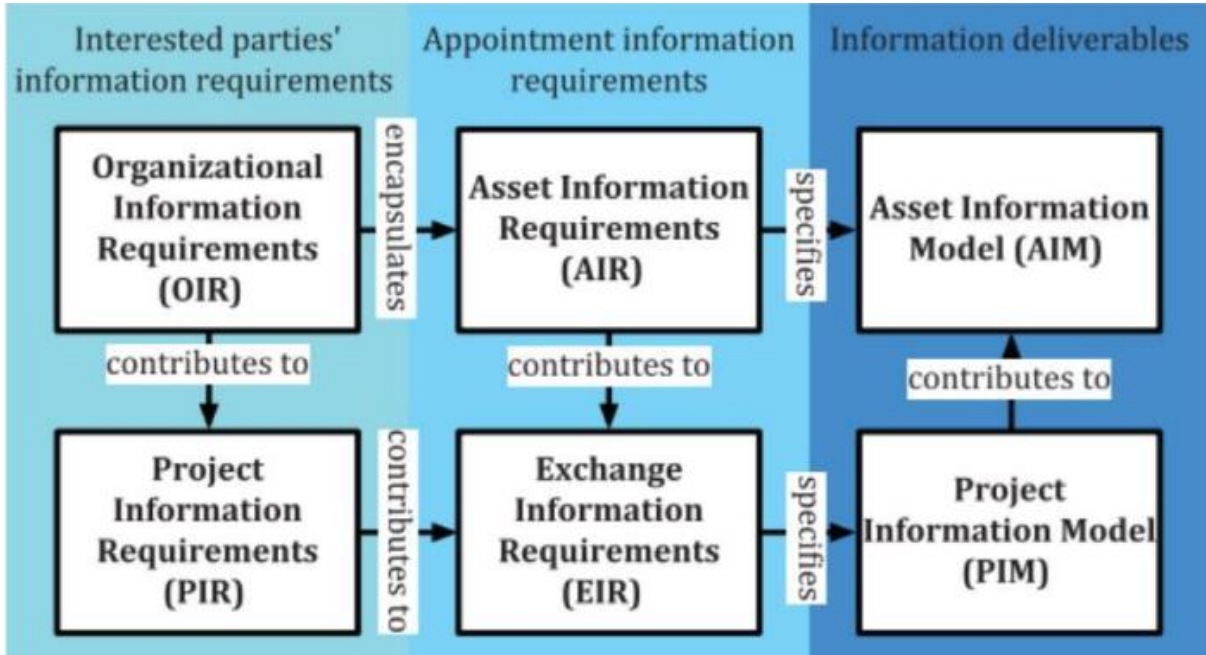 Interested parties'
information requirements
Appointment information
requirements
Information deliverables
Organizational
Information
Requirements
(OIR)
encapsulates
Asset Information
Requirements
(AIR)
specifies
Asset Information
Model (AIM)
contributes to
contributes to
contributes to
Project
Information
Requirements
(PIR)
contributes to
Exchange
Information
Requirements
(EIR)
specifies
Project
Information Model
(PIM)